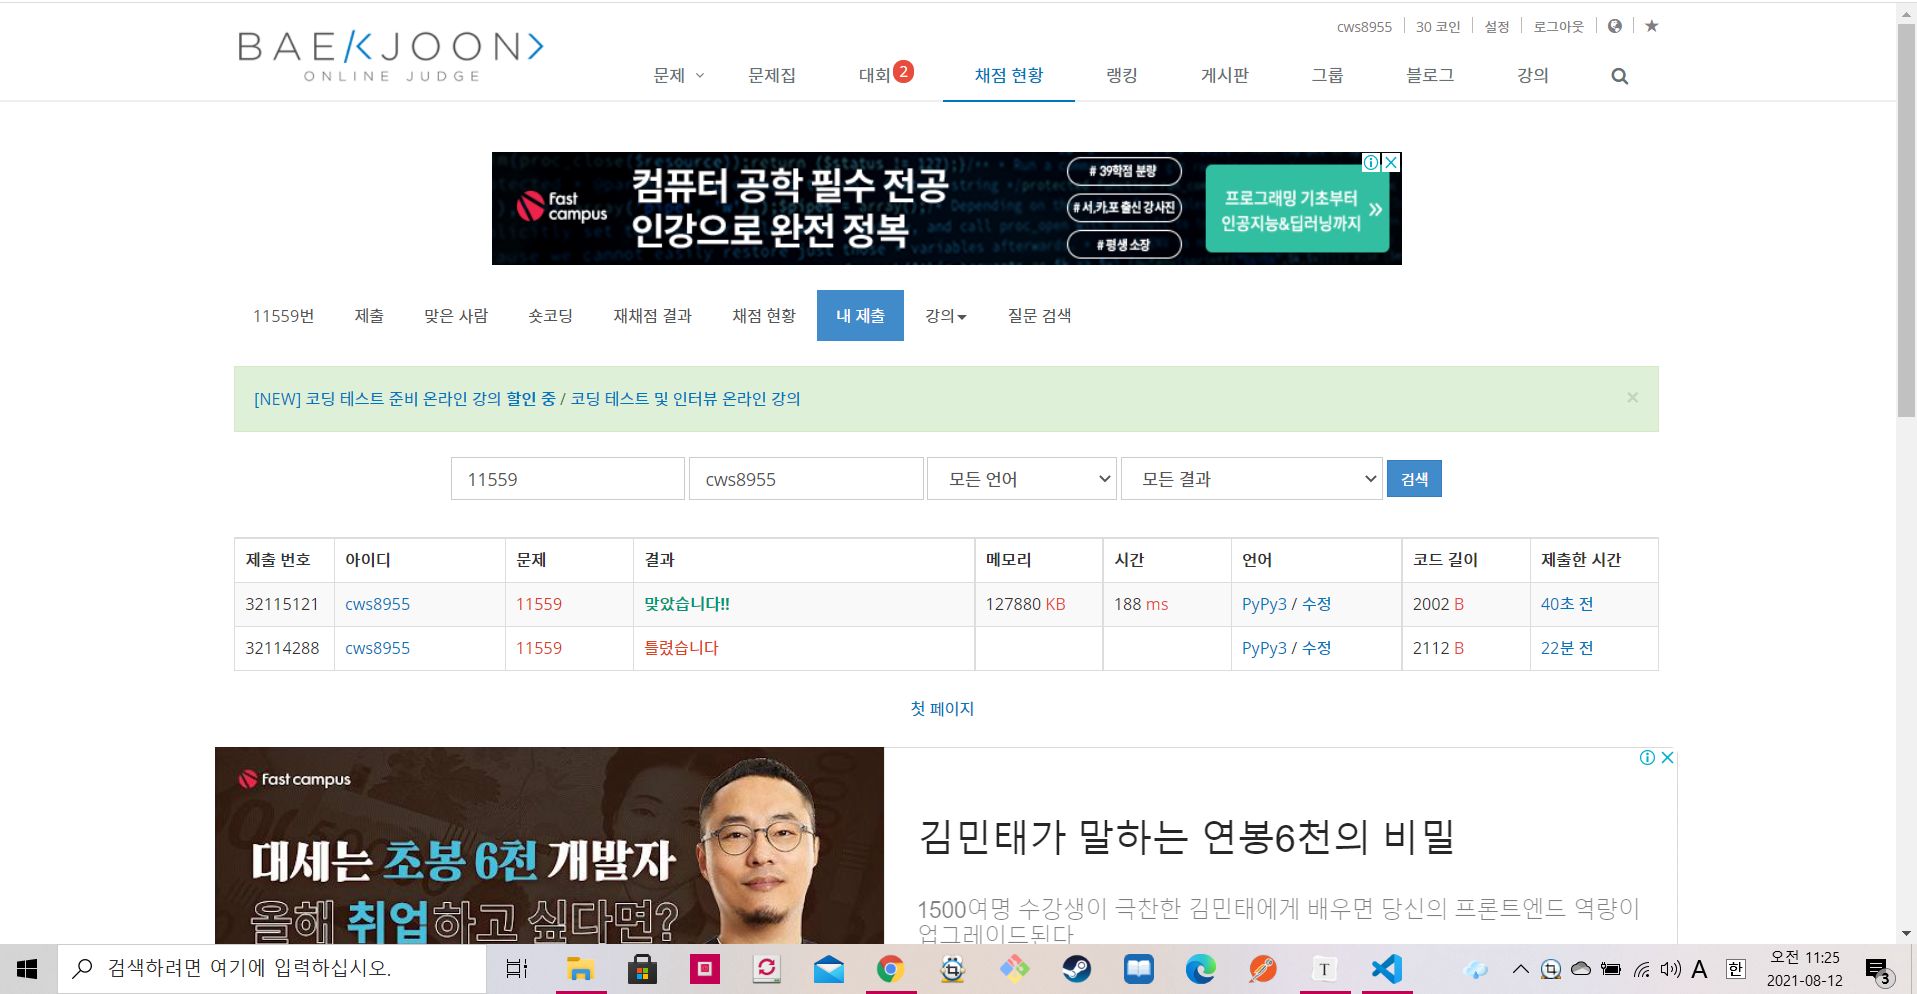 cws8955 30 코인 설정 로그아웃
BAEKJOON>
ONLINE JUDGE
문제 문제집 대회 2 채점 현황 랭킹 게시판 그룹 블로그 강의
Fast campus
컴퓨터 공학 필수 전공
인강으로 완전 정복
# 39학점 분량
# 서,카,포 출신 강사진
# 평생 소장
프로그래밍 기초부터
인공지능&딥러닝까지 »
11559번 제출 맞은 사람 숏코딩 재채점 결과 채점 현황 내 제출 강의 질문 검색
[NEW] 코딩 테스트 준비 온라인 강의 할인 중 / 코딩 테스트 및 인터뷰 온라인 강의 ×
11559 cws8955 모든 언어 모든 결과 검색
제출 번호 아이디 문제 결과 메모리 시간 언어 코드 길이 제출한 시간
32115121 cws8955 11559 맞았습니다!! 127880 KB 188 ms PyPy3 / 수정 2002 B 40초 전
32114288 cws8955 11559 틀렸습니다 PyPy3 / 수정 2112 B 22분 전
첫 페이지
Fast campus
대세는 초봉 6천 개발자
올해 취업하고 싶다면?
김민태가 말하는 연봉6천의 비밀
1500여명 수강생이 극찬한 김민태에게 배우면 당신의 프론트엔드 역량이
업그레이드된다
검색하려면 여기에 입력하십시오.
T
A 한
오전 11:25
2021-08-12
3